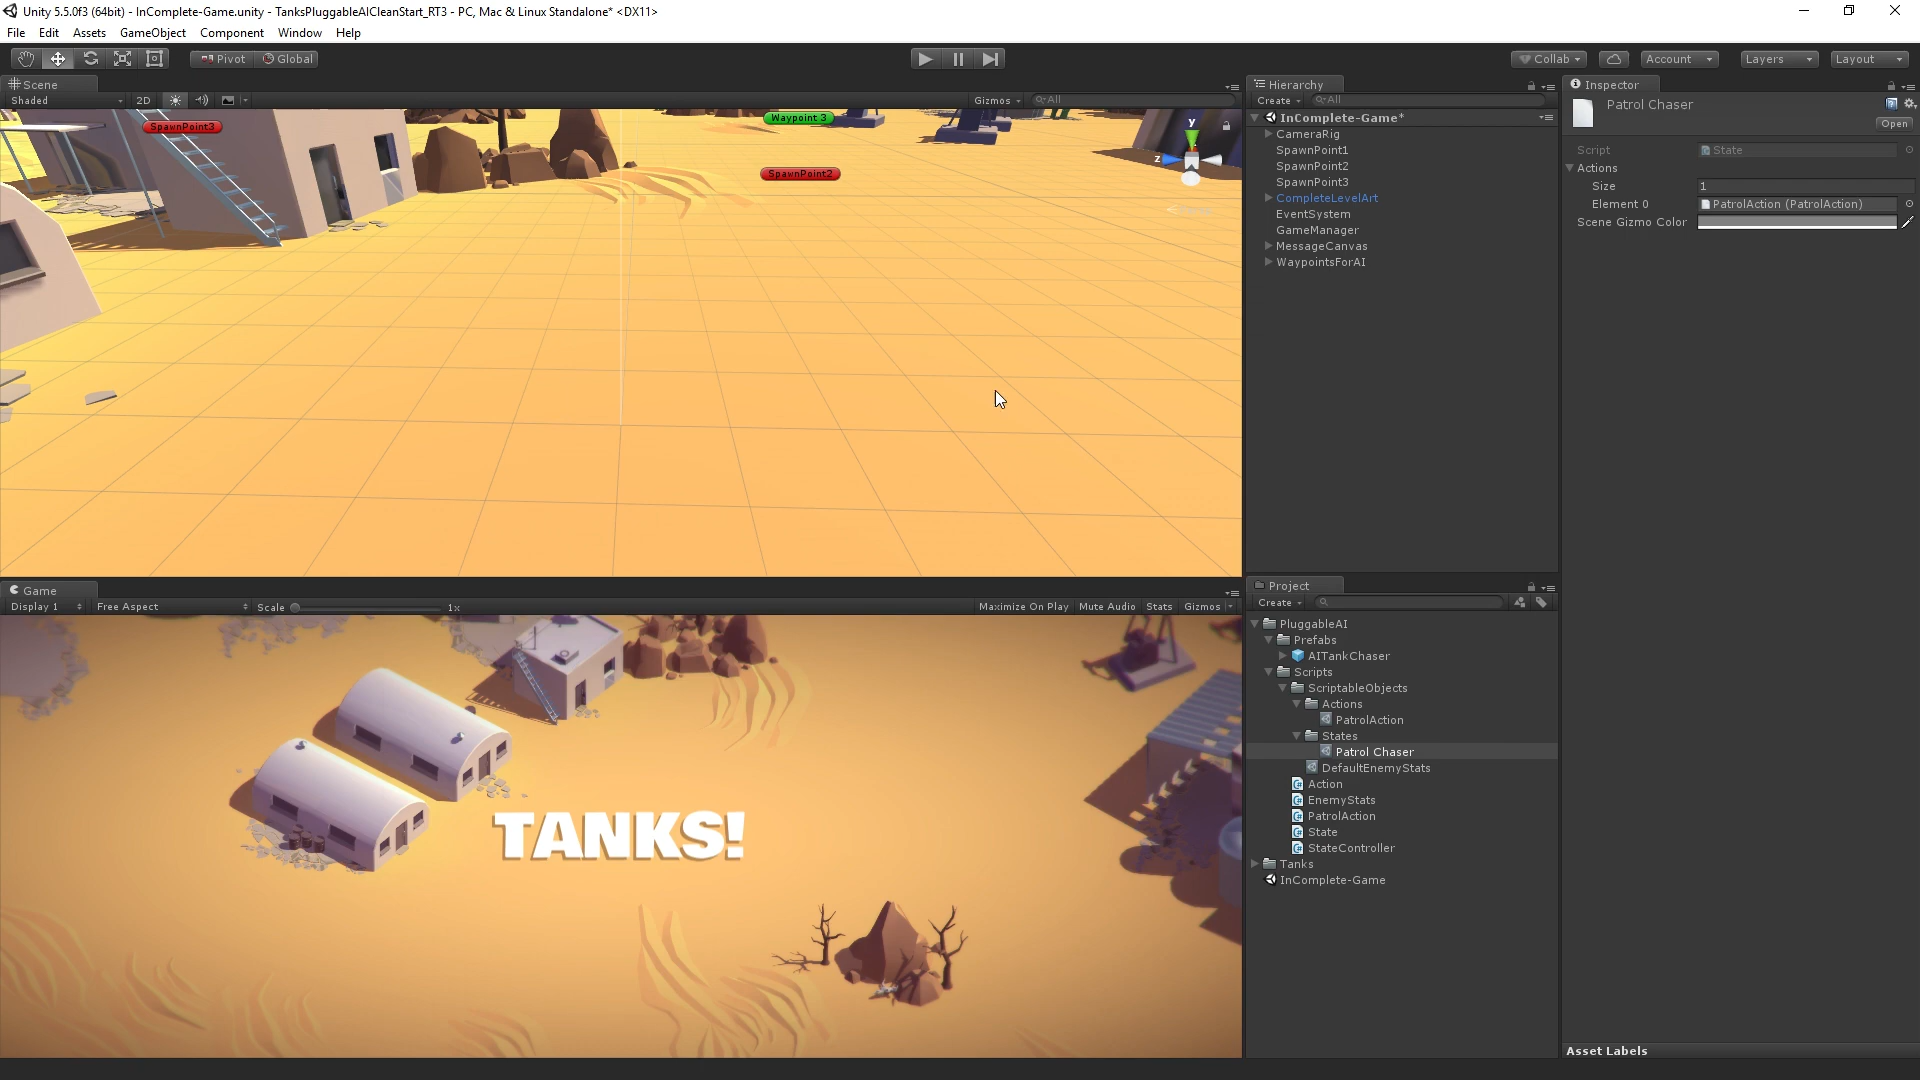 Unity 5.5.0f3 (64bit) - InComplete-Game.unity - TanksPluggableAICleanStart_RT3 - PC, Mac & Linux Standalone* <DX11>
File Edit Assets GameObject Component Window Help
Pivot Global Collab Account Layers Layout
Scene
Shaded 2D Gizmos All
SpawnPoint3
Waypoint 3
SpawnPoint2
y
z
Game
Display 1 Free Aspect Scale 1x Maximize On Play Mute Audio Stats Gizmos
TANKS!
Hierarchy
Create All
InComplete-Game*
CameraRig
SpawnPoint1
SpawnPoint2
SpawnPoint3
CompleteLevelArt
EventSystem
GameManager
MessageCanvas
WaypointsForAI
Project
Create
PluggableAI
Prefabs
AITankChaser
Scripts
ScriptableObjects
Actions
PatrolAction
States
Patrol Chaser
DefaultEnemyStats
Action
EnemyStats
PatrolAction
State
StateController
Tanks
InComplete-Game
Inspector
Patrol Chaser
Open
Script State
Actions
Size 1
Element 0 PatrolAction (PatrolAction)
Scene Gizmo Color
Asset Labels